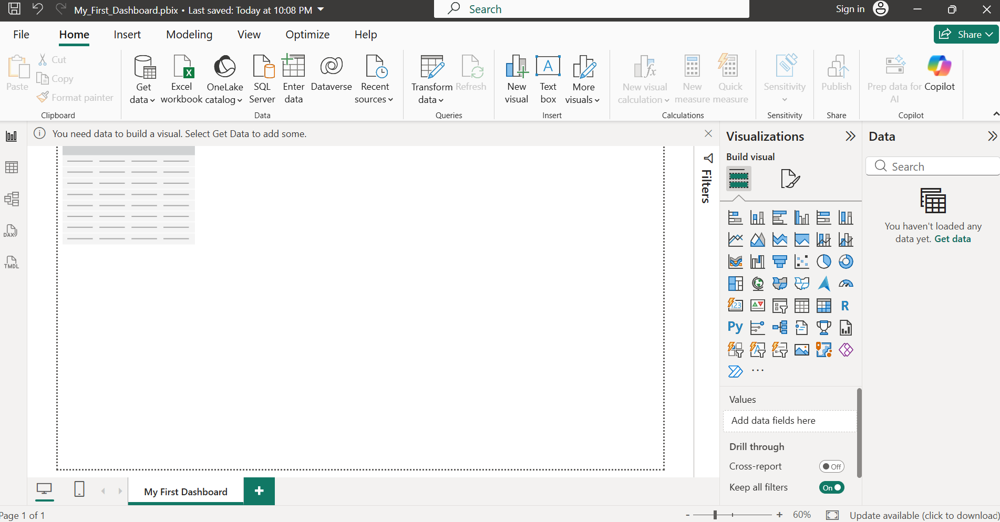 My_First_Dashboard.pbix • Last saved: Today at 10:08 PM
Search
Sign in
File
Home
Insert
Modeling
View
Optimize
Help
Share
Paste
Cut
Copy
Format painter
Clipboard
Get
data
Excel
workbook
OneLake
catalog
SQL
Server
Enter
data
Dataverse
Recent
sources
Data
Transform
data
Refresh
Queries
New
visual
Text
box
More
visuals
Insert
New visual
calculation
New
measure
Quick
measure
Calculations
Sensitivity
Sensitivity
Publish
Share
Prep data for
AI
Copilot
Copilot
You need data to build a visual. Select Get Data to add some.
DAX
TMDL
Filters
Visualizations
Build visual
123
R
Py
Values
Add data fields here
Drill through
Cross-report
Off
Keep all filters
On
Data
Search
You haven't loaded any
data yet. Get data
My First Dashboard
+
Page 1 of 1
- + 60%
Update available (click to download)